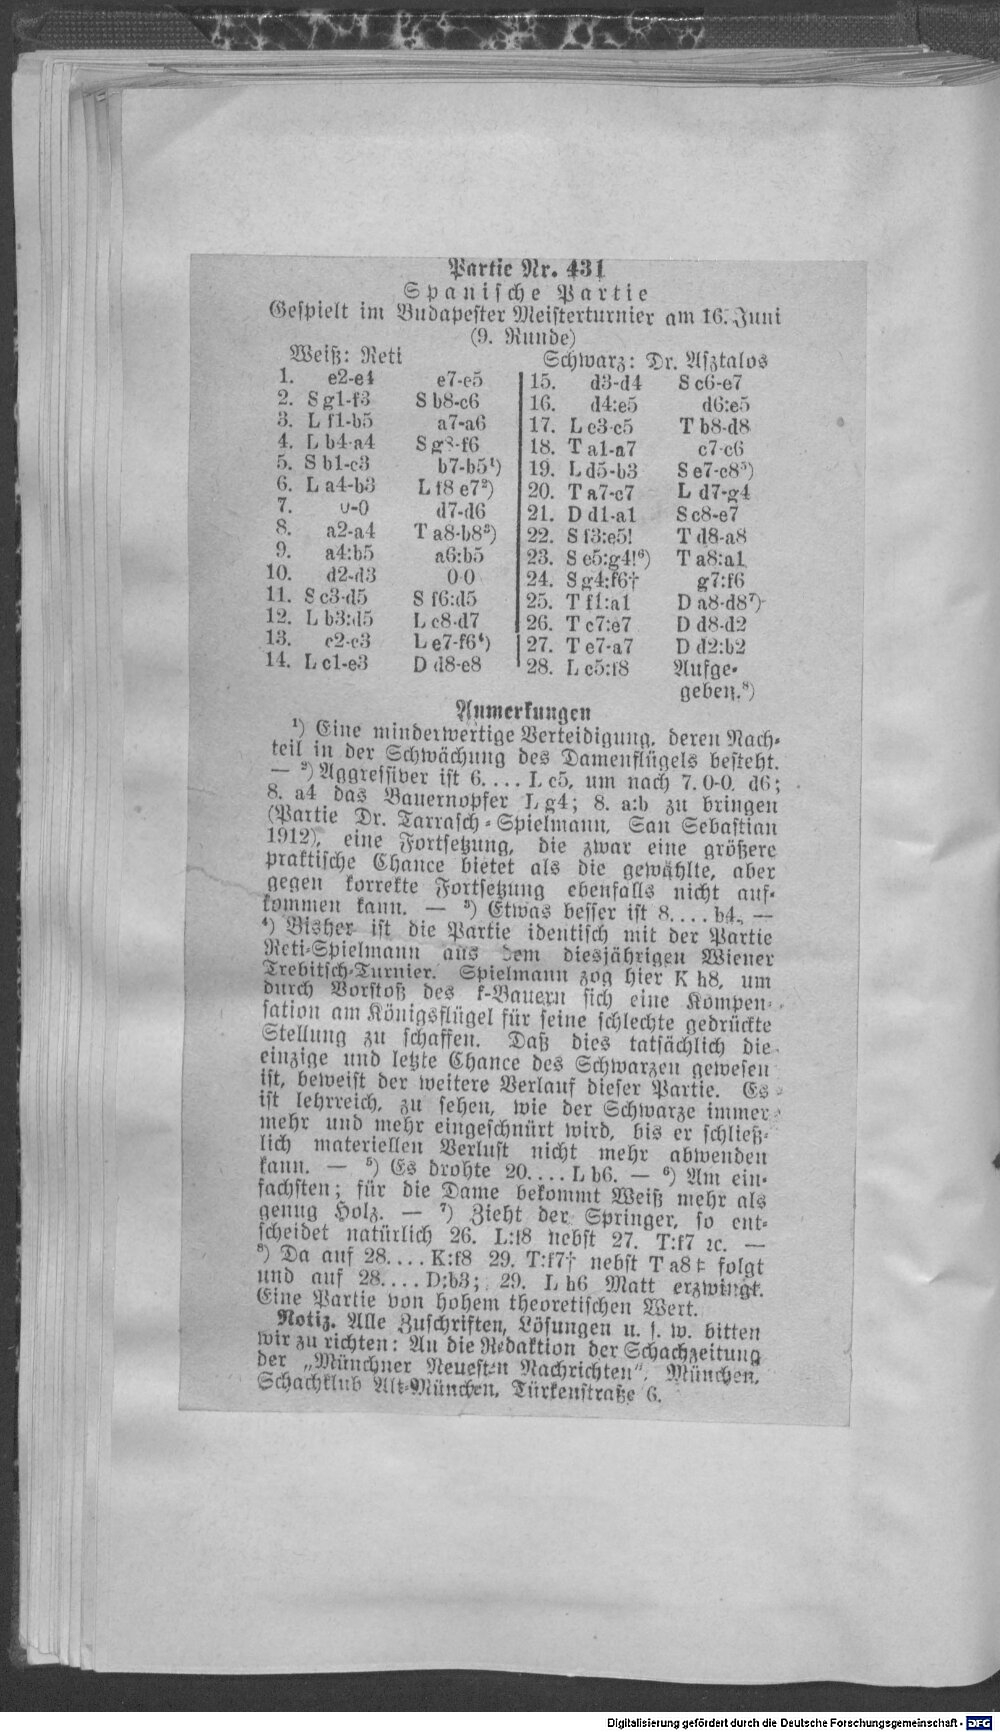 Partie Nr. 431
Spanische Partie
Gespielt im Budapester Meisterturnier am 16. Juni
(9. Runde)
Weiß: Reti Schwarz: Dr. Asztalos
1. e2-e4 e7-e5
2. S g1-f3 S b8-c6
3. L f1-b5 a7-a6
4. L b4-a4 S g8-f6
5. S b1-c3 b7-b5¹)
6. L a4-b3 L f8 e7²)
7. 0-0 d7-d6
8. a2-a4 T a8-b8³)
9. a4:b5 a6:b5
10. d2-d3 0-0
11. S c3-d5 S f6:d5
12. L b3:d5 L c8-d7
13. c2-c3 L e7-f6⁴)
14. L c1-e3 D d8-e8
15. d3-d4 S c6-e7
16. d4:e5 d6:e5
17. L e3-c5 T b8-d8
18. T a1-a7 c7-c6
19. L d5-b3 S e7-c8⁵)
20. T a7-c7 L d7-g4
21. D d1-a1 S c8-e7
22. S f3:e5! T d8-a8
23. S e5:g4!⁶) T a8:a1
24. S g4:f6† g7:f6
25. T f1:a1 D a8-d8⁷)
26. T c7:e7 D d8-d2
27. T e7-a7 D d2:b2
28. L c5:f8 Aufge-
geben.⁸)
Anmerkungen
¹) Eine minderwertige Verteidigung, deren Nach-
teil in der Schwächung des Damenflügels besteht.
— ²) Aggressiver ist 6.... L c5, um nach 7. 0-0, d6;
8. a4 das Bauernopfer L g4; 8. a:b zu bringen
(Partie Dr. Tarrasch-Spielmann, San Sebastian
1912), eine Fortsetzung, die zwar eine größere
praktische Chance bietet als die gewählte, aber
gegen korrekte Fortsetzung ebenfalls nicht auf-
kommen kann. — ³) Etwas besser ist 8.... b4. —
⁴) Bisher ist die Partie identisch mit der Partie
Reti-Spielmann aus dem diesjährigen Wiener
Trebitsch-Turnier. Spielmann zog hier K h8, um
durch Vorstoß des f-Bauern sich eine Kompen-
sation am Königsflügel für seine schlechte gedrückte
Stellung zu schaffen. Daß dies tatsächlich die
einzige und letzte Chance des Schwarzen gewesen
ist, beweist der weitere Verlauf dieser Partie. Es
ist lehrreich, zu sehen, wie der Schwarze immer
mehr und mehr eingeschnürt wird, bis er schließ-
lich materiellen Verlust nicht mehr abwenden
kann. — ⁵) Es drohte 20.... L b6. — ⁶) Am ein-
fachsten; für die Dame bekommt Weiß mehr als
genug Holz. — ⁷) Zieht der Springer, so ent-
scheidet natürlich 26. L:f8 nebst 27. T:f7 ꝛc. —
⁸) Da auf 28.... K:f8 29. T:f7† nebst T a8‡ folgt
und auf 28.... D:b3; 29. L h6 Matt erzwingt.
Eine Partie von hohem theoretischen Wert.
Notiz. Alle Zuschriften, Lösungen u. s. w. bitten
wir zu richten: An die Redaktion der Schachzeitung
der „Münchner Neuesten Nachrichten", München,
Schachklub Alt-München, Türkenstraße 6.
Digitalisierung gefördert durch die Deutsche Forschungsgemeinschaft - DFG